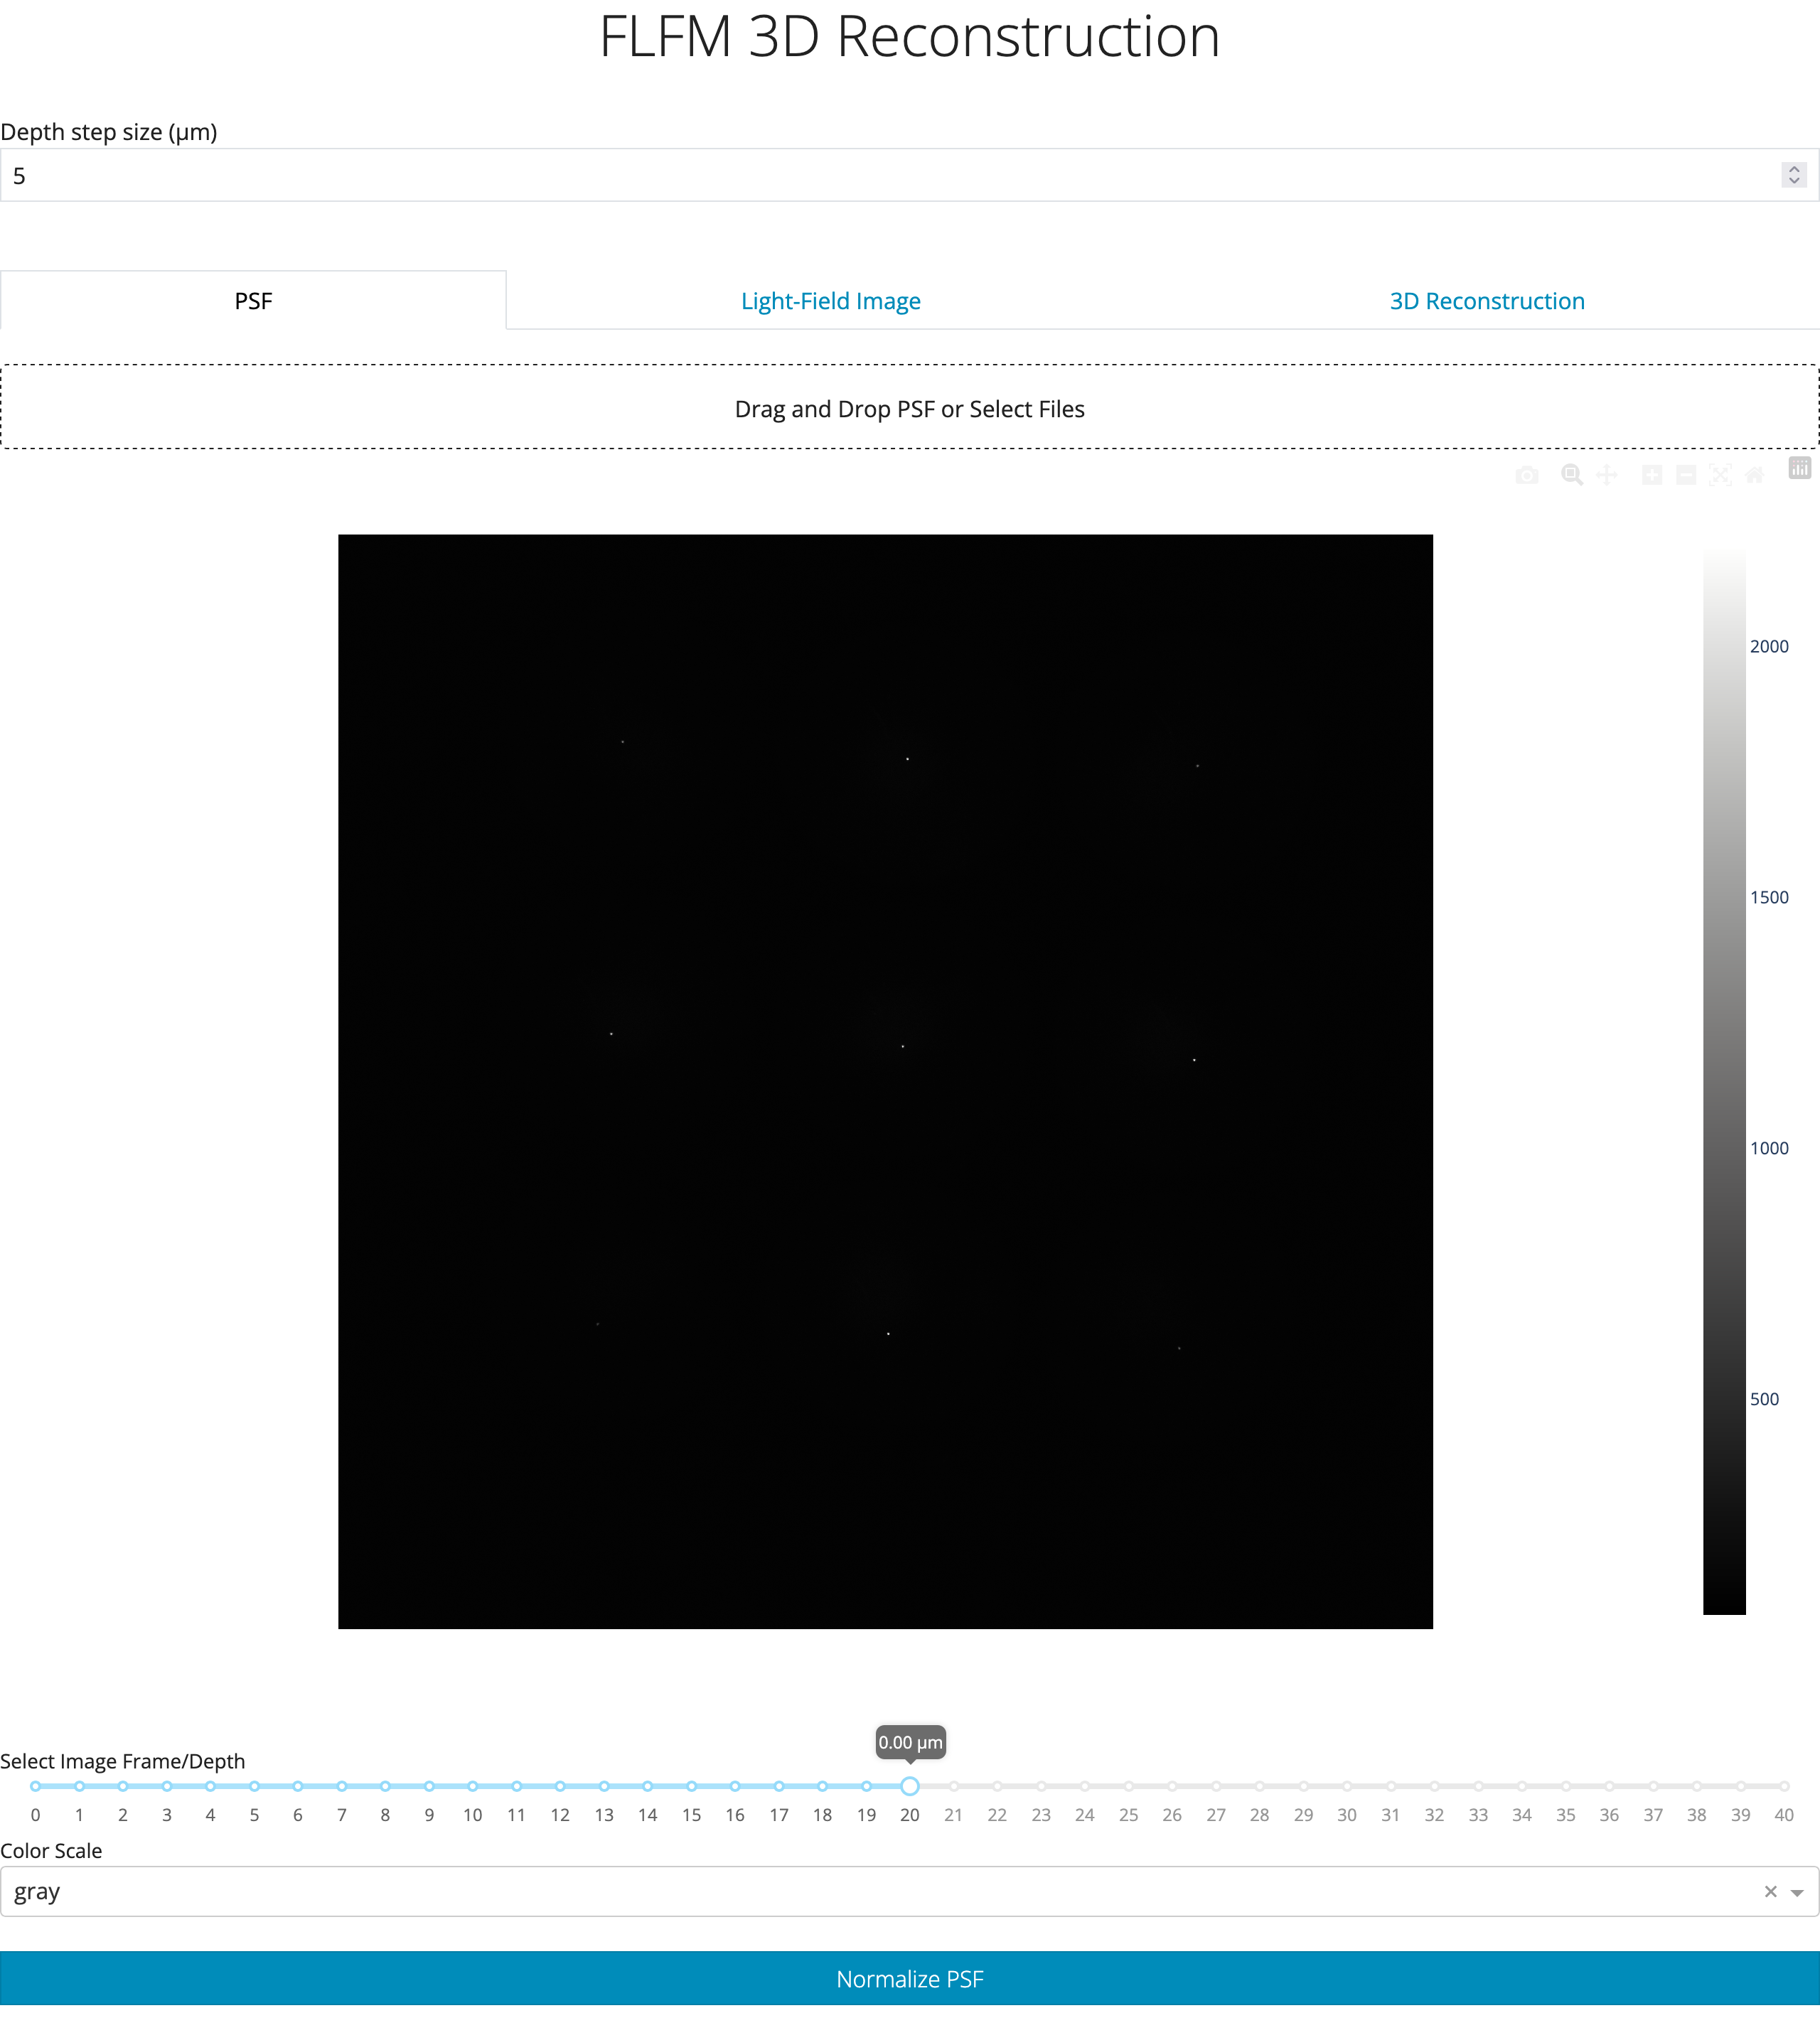 FLFM 3D Reconstruction
Depth step size (µm)
5
PSF Light-Field Image 3D Reconstruction
Drag and Drop PSF or Select Files
2000
1500
1000
500
0.00 µm
Select Image Frame/Depth
0 1 2 3 4 5 6 7 8 9 10 11 12 13 14 15 16 17 18 19 20 21 22 23 24 25 26 27 28 29 30 31 32 33 34 35 36 37 38 39 40
Color Scale
gray
Normalize PSF